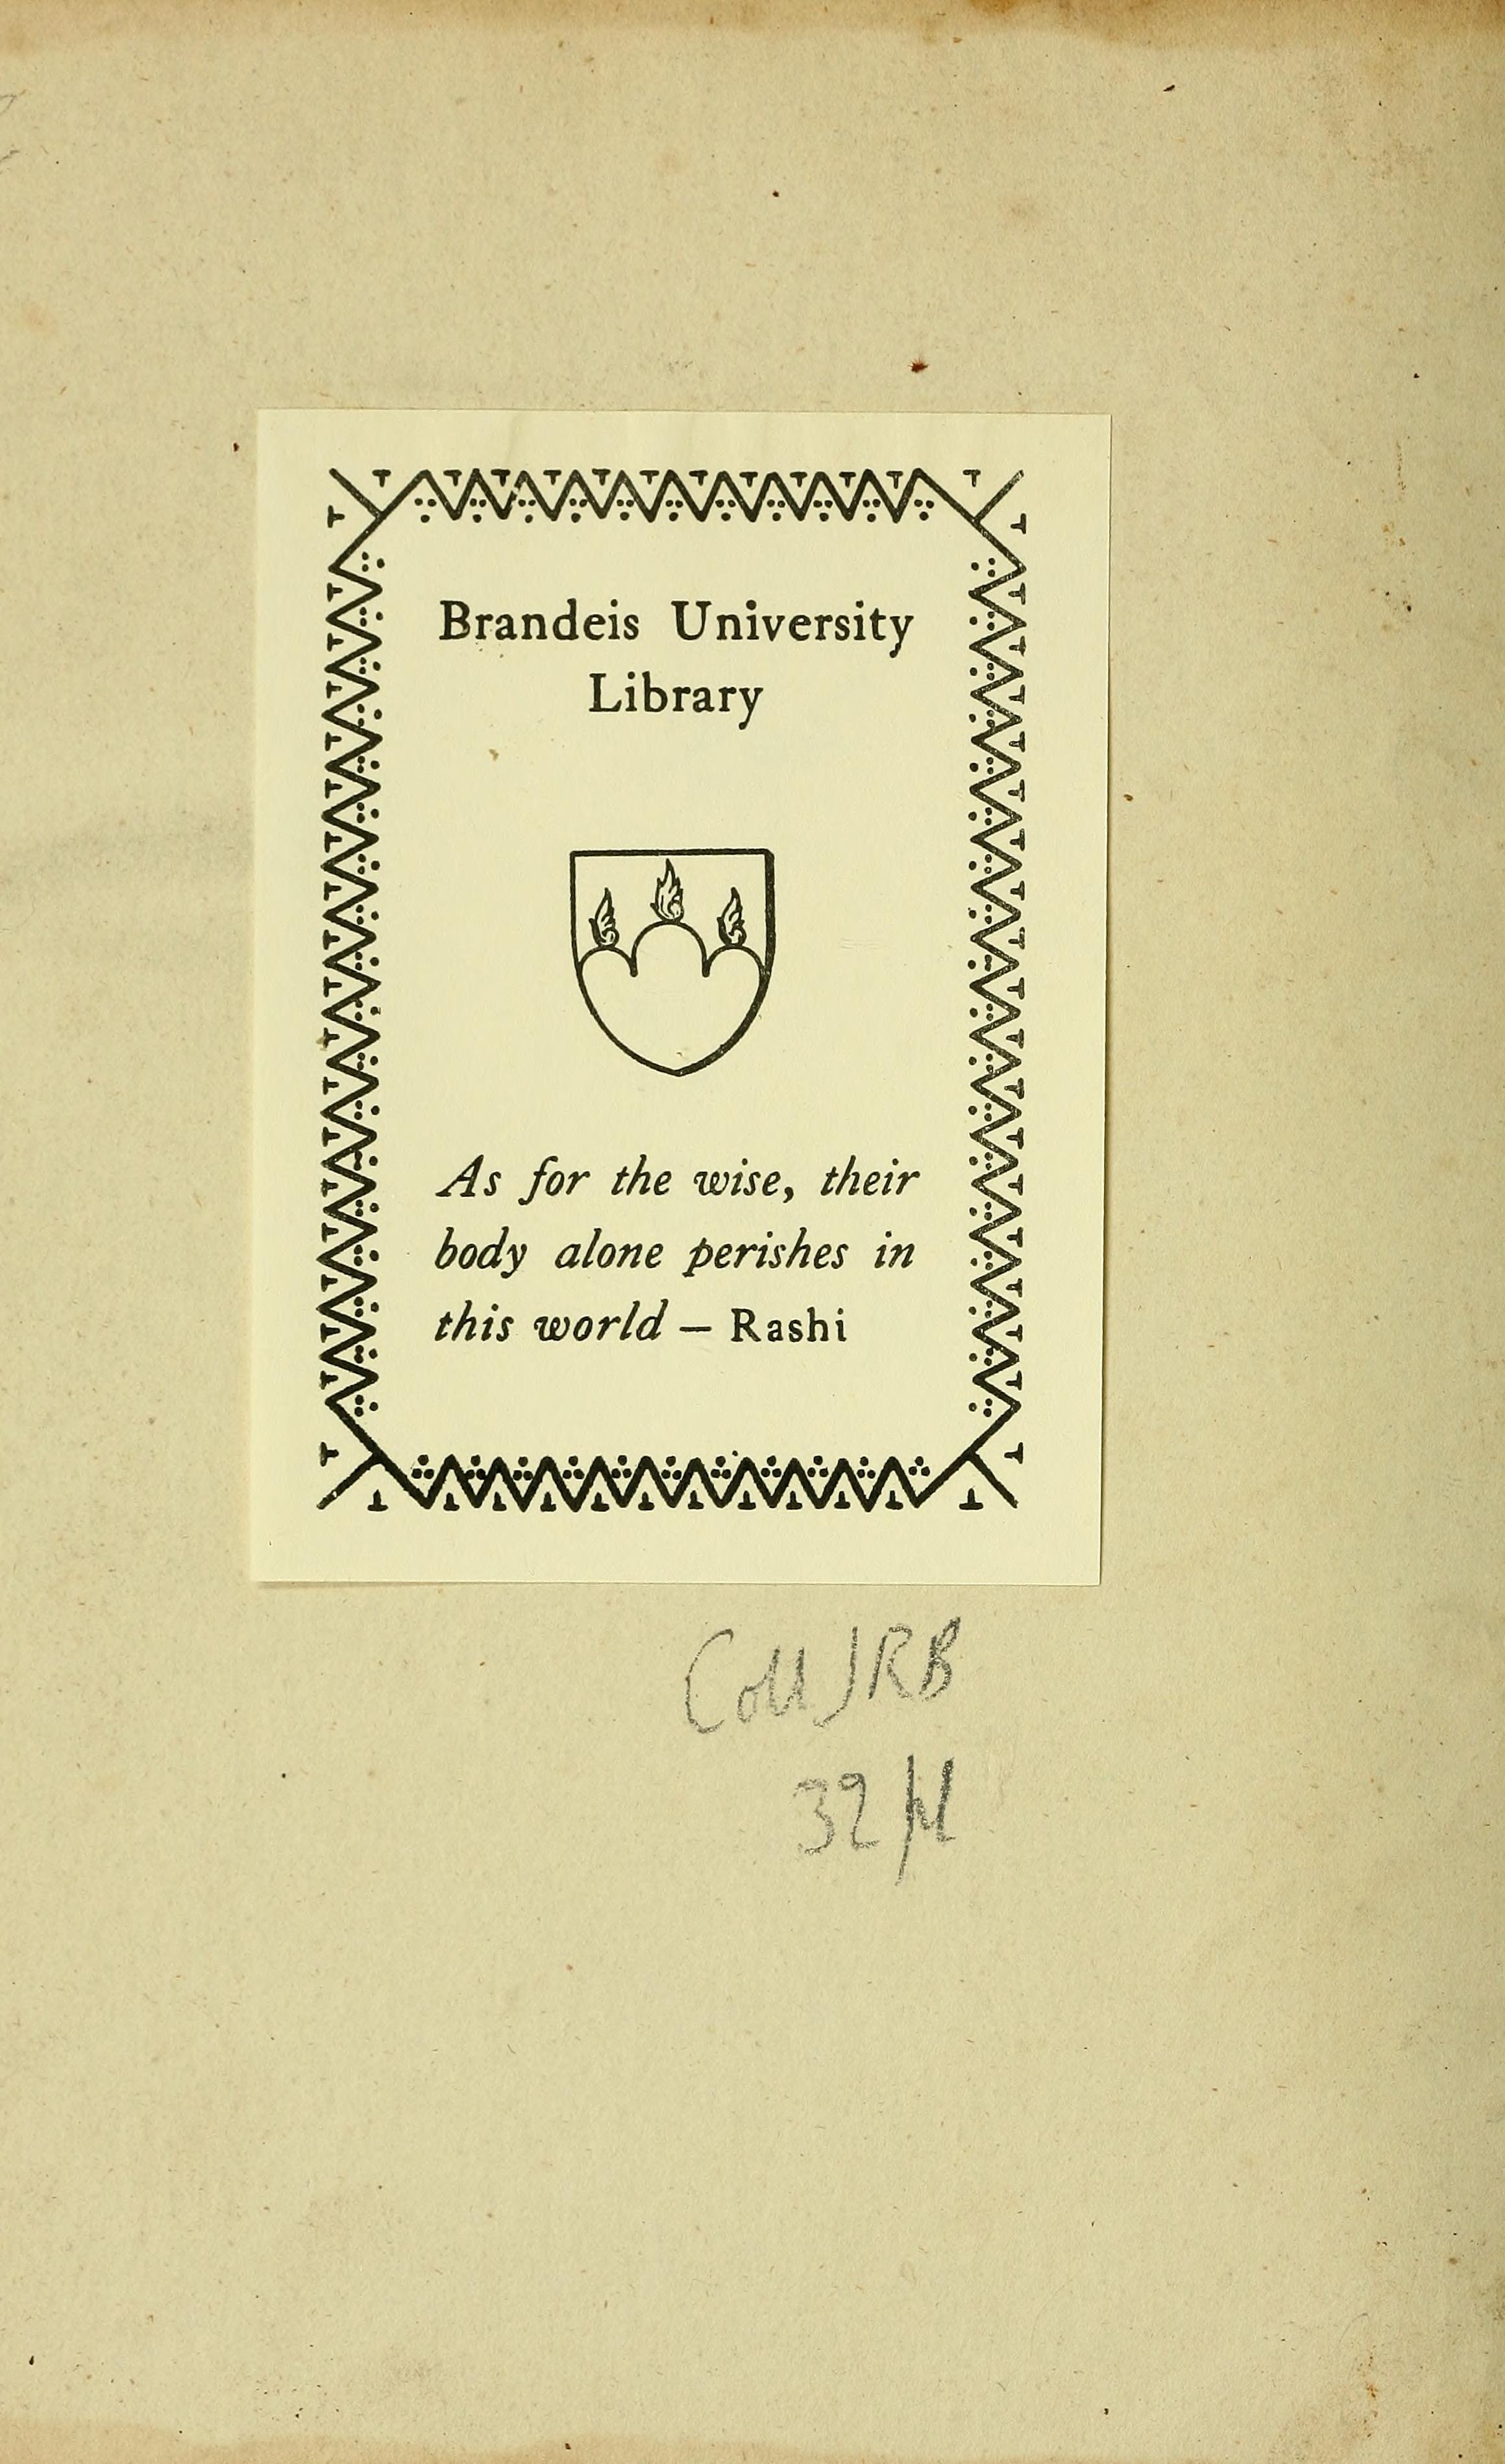 Brandeis University
Library
As for the wise, their
body alone perishes in
this world — Rashi
Coll JRB
32